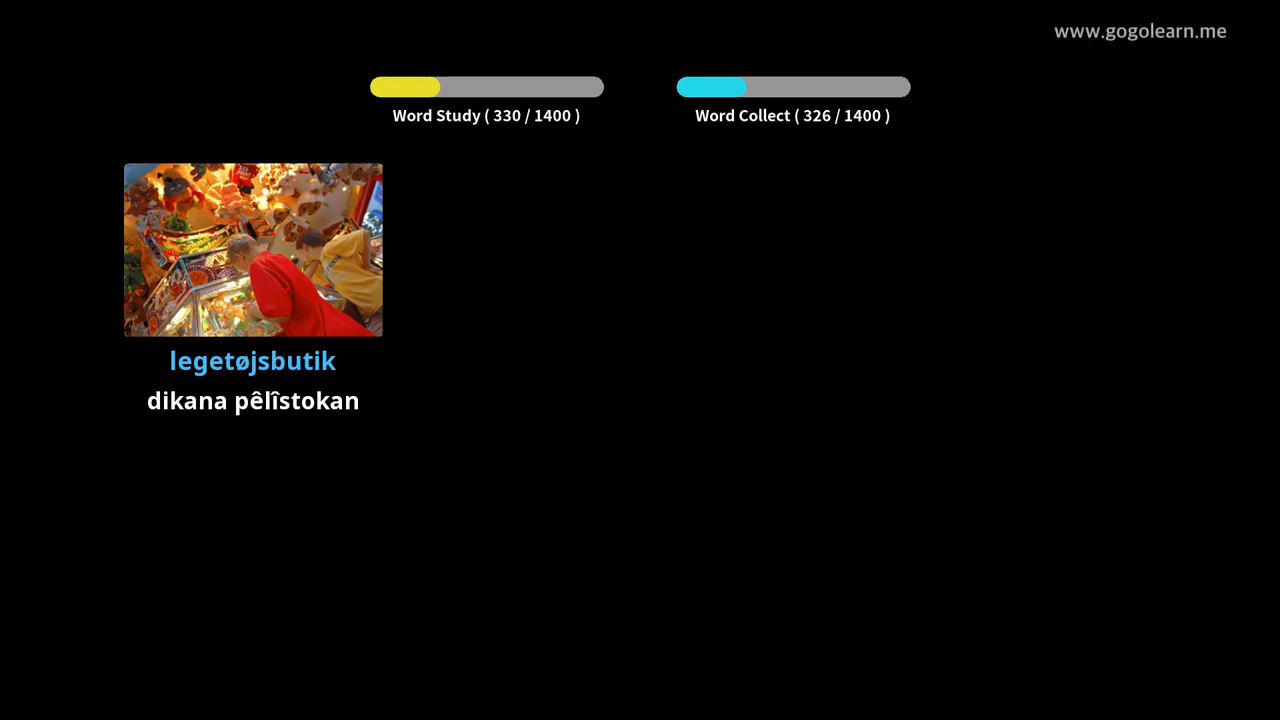 www.gogolearn.me
Word Study ( 330 / 1400 )
Word Collect ( 326 / 1400 )
legetøjsbutik
dikana pêlîstokan